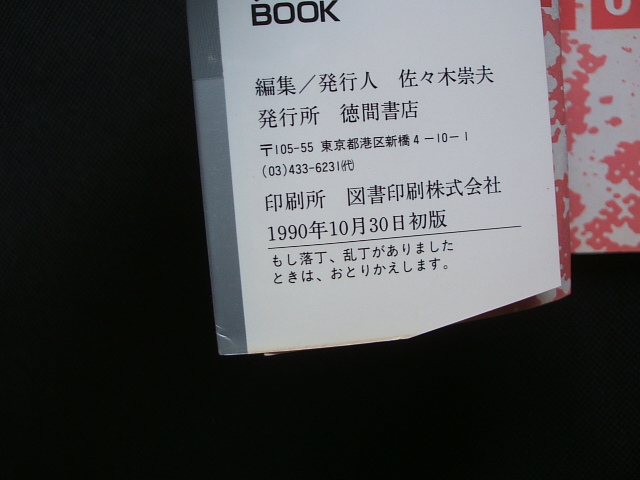 BOOK
編集／発行人　佐々木崇夫
発行所　徳間書店
〒105-55 東京都港区新橋4-10-1
(03)433-6231㈹
印刷所　図書印刷株式会社
1990年10月30日初版
もし落丁、乱丁がありました
ときは、おとりかえします。